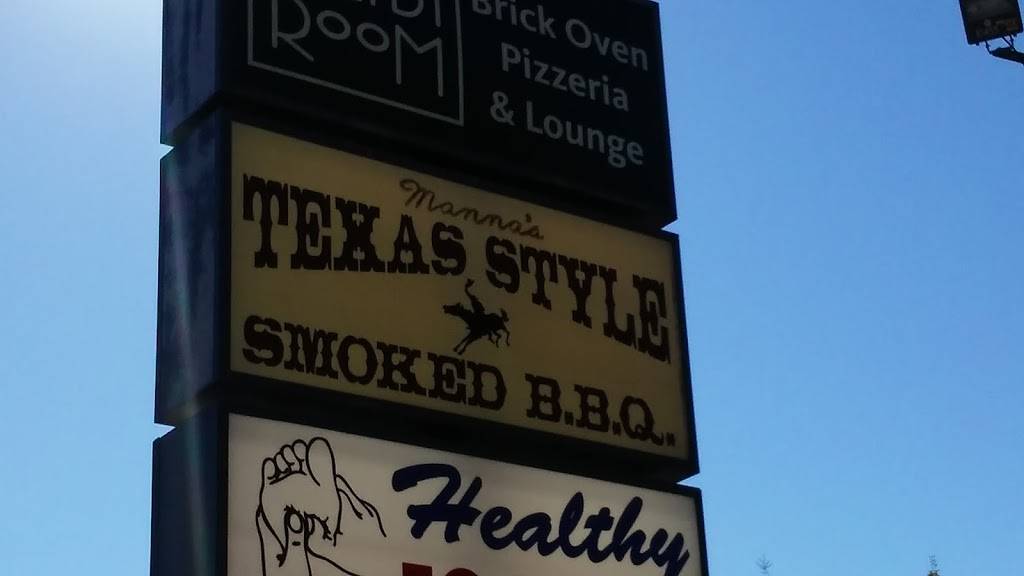 RooM
Brick Oven
Pizzeria
& Lounge
Manna's
TEXAS STYLE
SMOKED B.B.Q.
Healthy